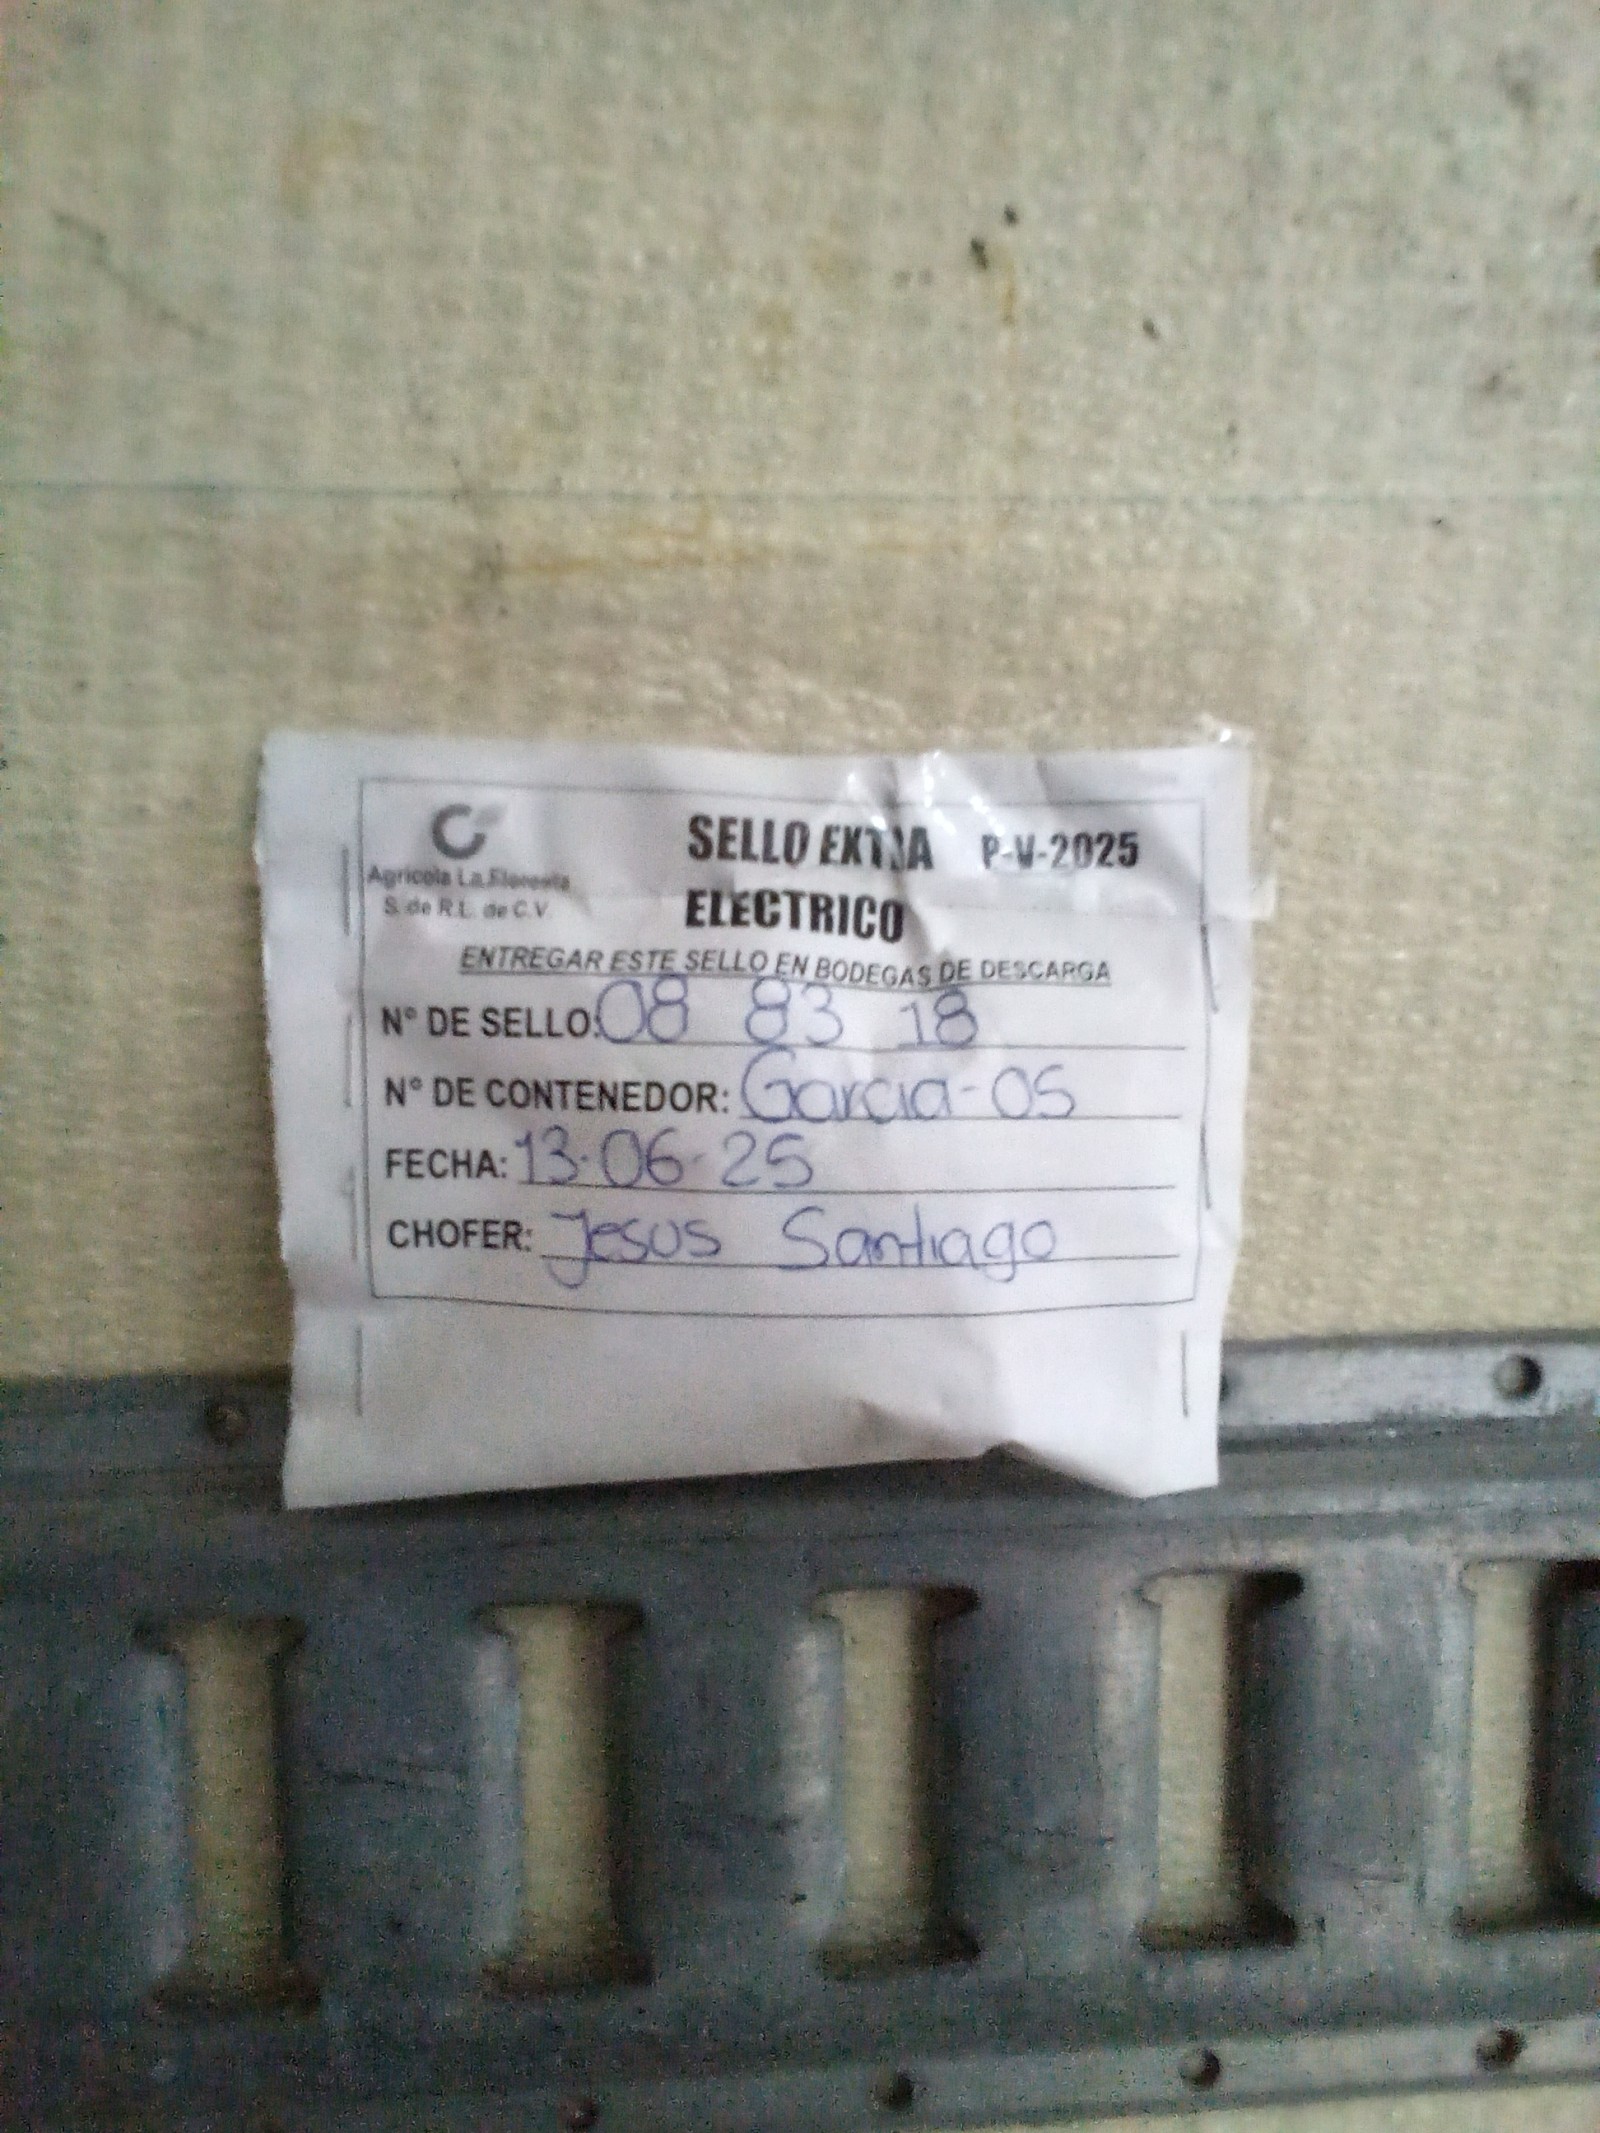 SELLO EXTRA P-V-2025
ELECTRICO
Agricola La Floresta
S. de R.L. de C.V.
ENTREGAR ESTE SELLO EN BODEGAS DE DESCARGA
N° DE SELLO: 08 83 18
N° DE CONTENEDOR: Garcia-05
FECHA: 13-06-25
CHOFER: Jesus Santiago